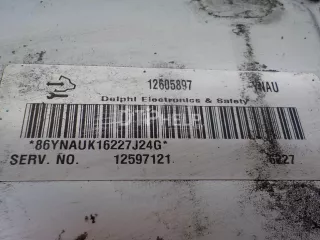 12605897 YNAU
Delphi Electronics & Safety
*86YNAUK16227J24G*
SERV. NO. 12597121 6227